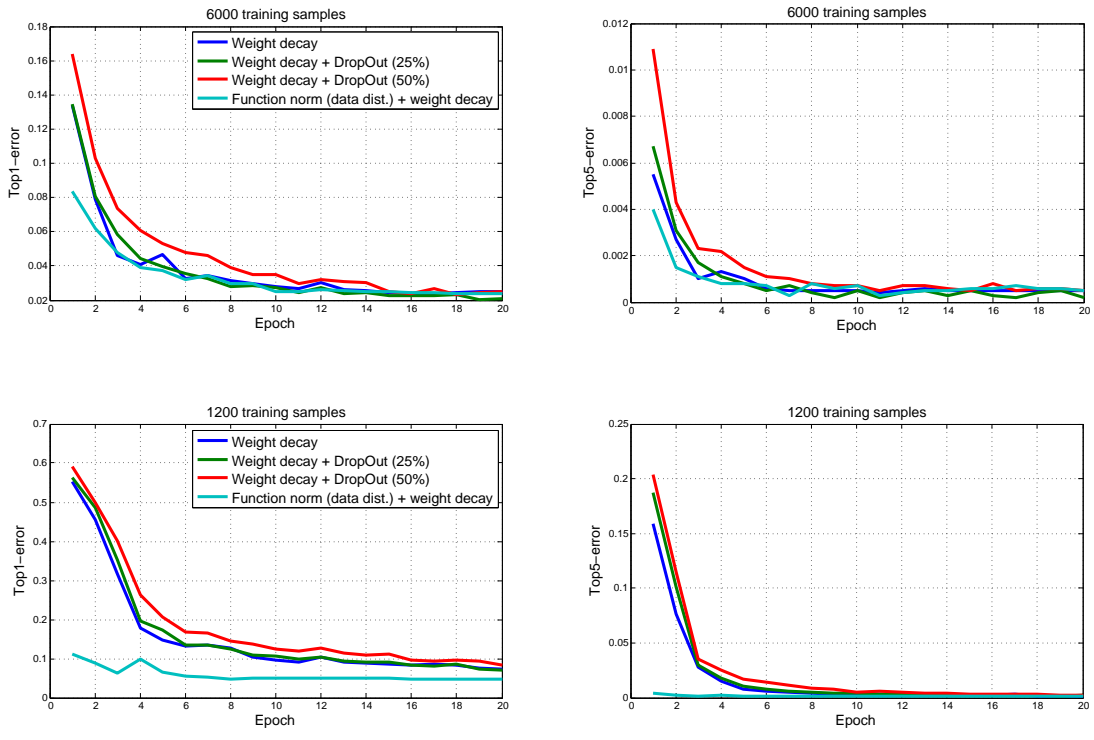 6000 training samples
0.18
0.16
0.14
0.12
0.1
0.08
0.06
0.04
0.02
0 2 4 6 8 10 12 14 16 18 20
Top1−error
Epoch
Weight decay
Weight decay + DropOut (25%)
Weight decay + DropOut (50%)
Function norm (data dist.) + weight decay
6000 training samples
0.012
0.01
0.008
0.006
0.004
0.002
0
0 2 4 6 8 10 12 14 16 18 20
Top5−error
Epoch
1200 training samples
0.7
0.6
0.5
0.4
0.3
0.2
0.1
0
0 2 4 6 8 10 12 14 16 18 20
Top1−error
Epoch
Weight decay
Weight decay + DropOut (25%)
Weight decay + DropOut (50%)
Function norm (data dist.) + weight decay
1200 training samples
0.25
0.2
0.15
0.1
0.05
0
0 2 4 6 8 10 12 14 16 18 20
Top5−error
Epoch